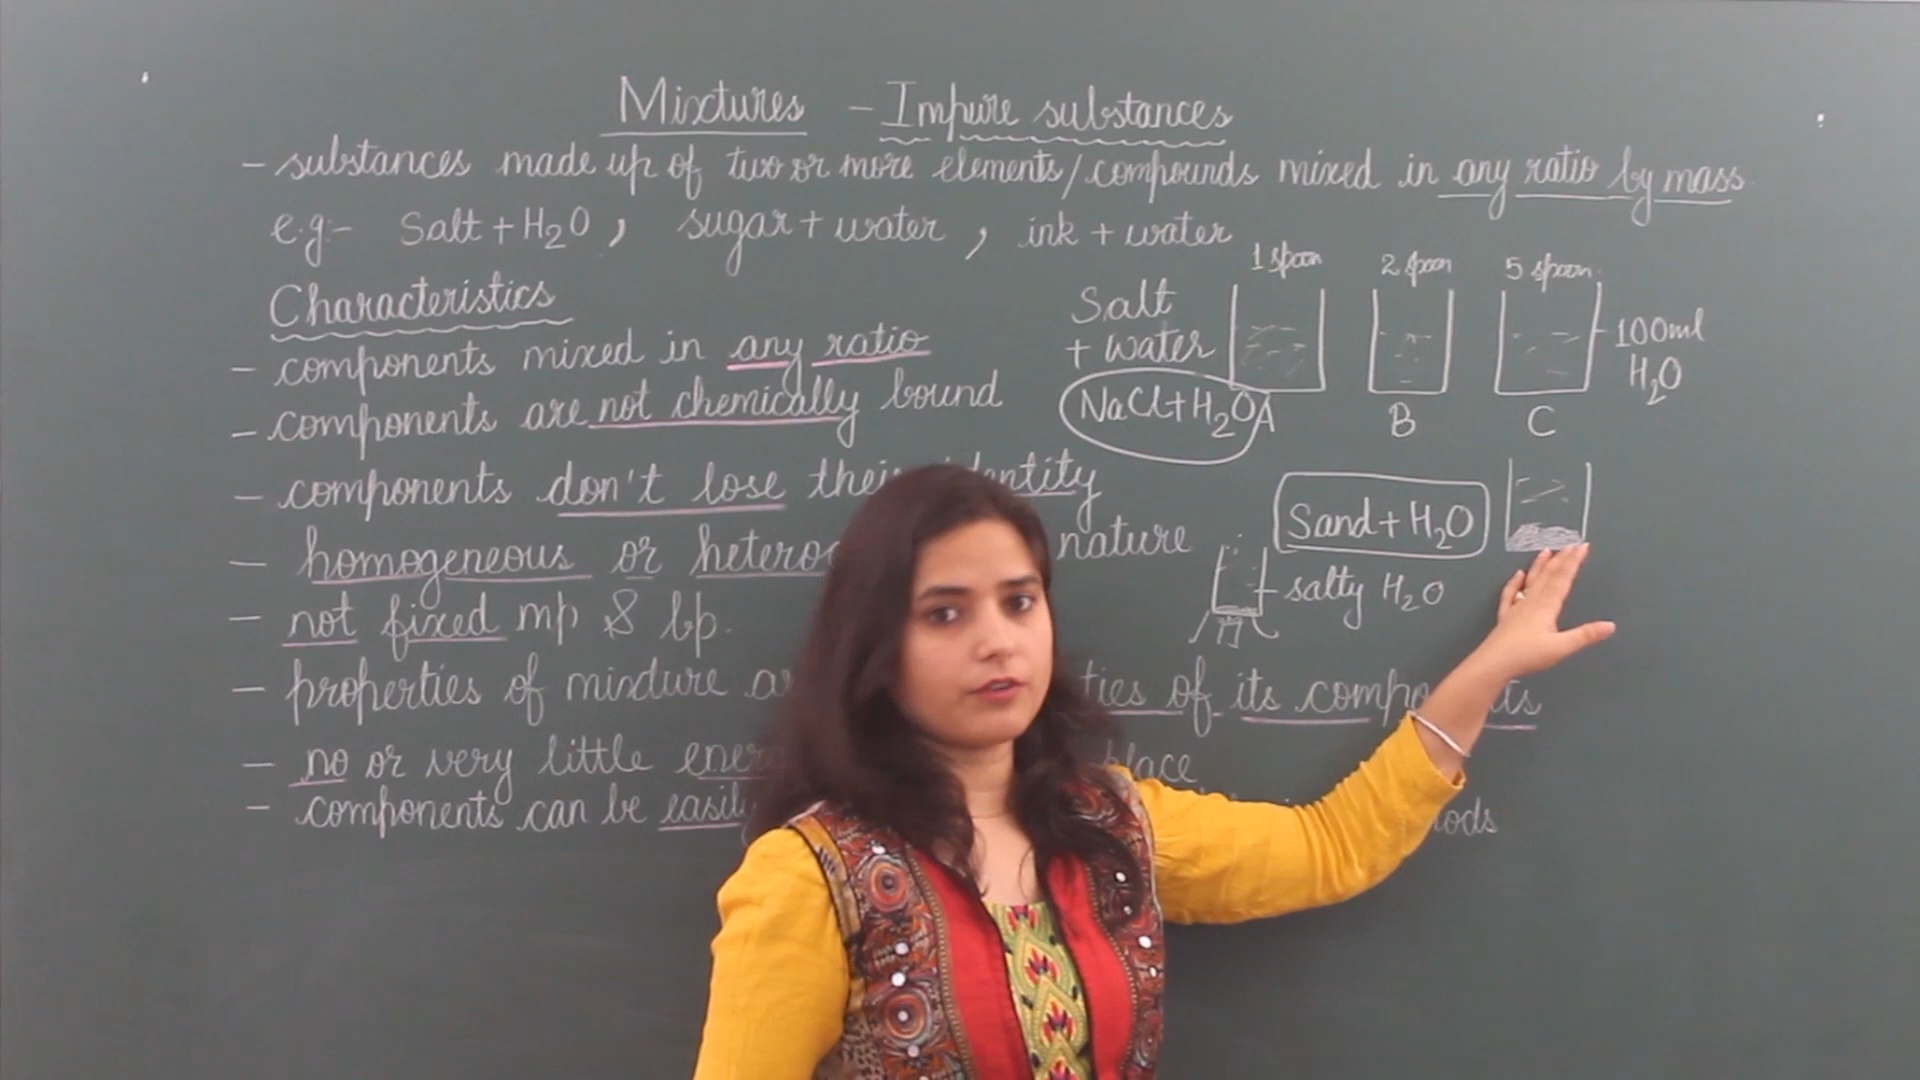 Mixtures - Impure substances
- substances made up of two or more elements/compounds mixed in any ratio by mass
e.g:- Salt + H2O, sugar + water, ink + water
1 spoon 2 spoon 5 spoon
Characteristics
Salt + water
100ml H2O
- components mixed in any ratio
- components are not chemically bound
NaCl + H2O
A B C
- components don't lose their identity
Sand + H2O
- homogeneous or nature
salty H2O
- not fixed mp & bp.
- properties of mixture of its
- no or very little place
- components can be easily